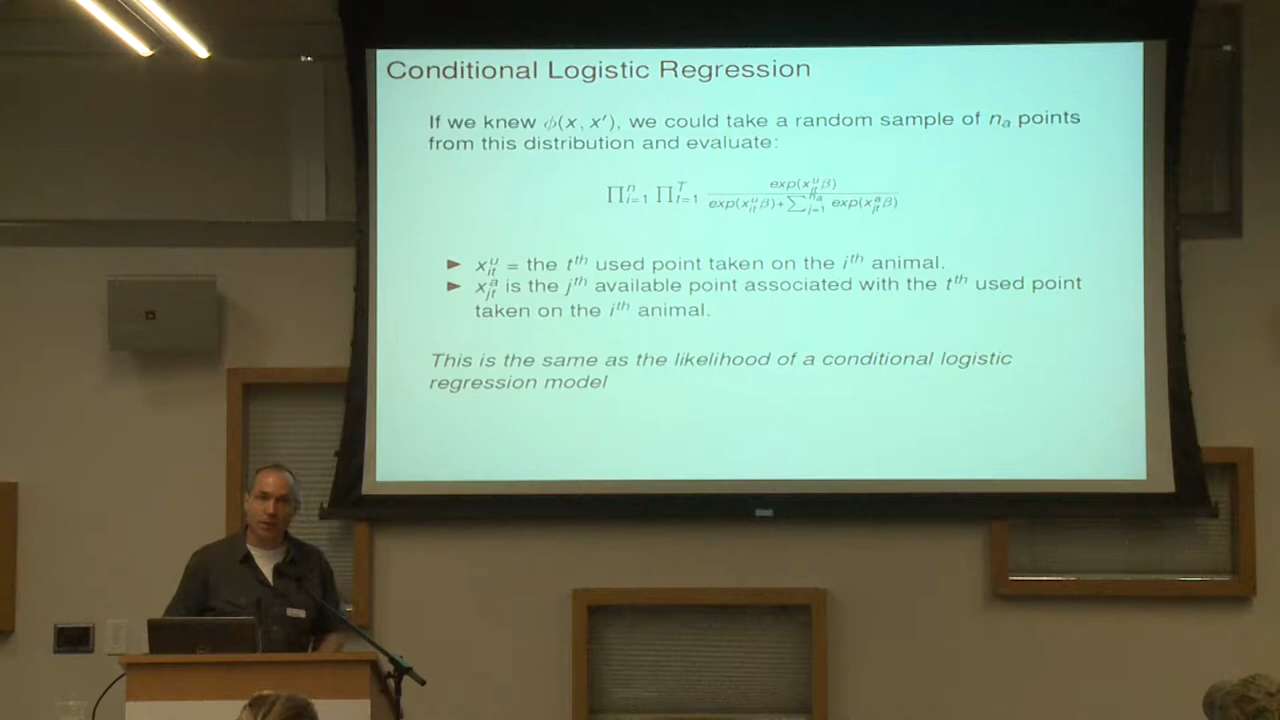 Conditional Logistic Regression
If we knew ϕ(x, x′), we could take a random sample of nₐ points
from this distribution and evaluate:
∏ⁿᵢ₌₁ ∏ᵀₜ₌₁ exp(xᵘᵢₜβ) / exp(xᵘᵢₜβ)+∑ⁿᵃⱼ₌₁ exp(xᵃⱼₜβ)
► xᵘᵢₜ = the tᵗʰ used point taken on the iᵗʰ animal.
► xᵃⱼₜ is the jᵗʰ available point associated with the tᵗʰ used point
taken on the iᵗʰ animal.
This is the same as the likelihood of a conditional logistic
regression model